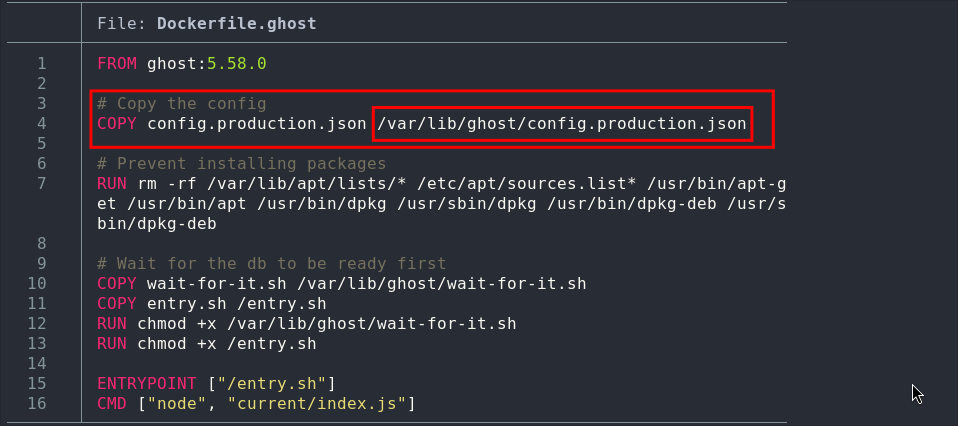 File: Dockerfile.ghost
1 FROM ghost:5.58.0
2
3 # Copy the config
4 COPY config.production.json /var/lib/ghost/config.production.json
5
6 # Prevent installing packages
7 RUN rm -rf /var/lib/apt/lists/* /etc/apt/sources.list* /usr/bin/apt-g
et /usr/bin/apt /usr/bin/dpkg /usr/sbin/dpkg /usr/bin/dpkg-deb /usr/s
bin/dpkg-deb
8
9 # Wait for the db to be ready first
10 COPY wait-for-it.sh /var/lib/ghost/wait-for-it.sh
11 COPY entry.sh /entry.sh
12 RUN chmod +x /var/lib/ghost/wait-for-it.sh
13 RUN chmod +x /entry.sh
14
15 ENTRYPOINT ["/entry.sh"]
16 CMD ["node", "current/index.js"]